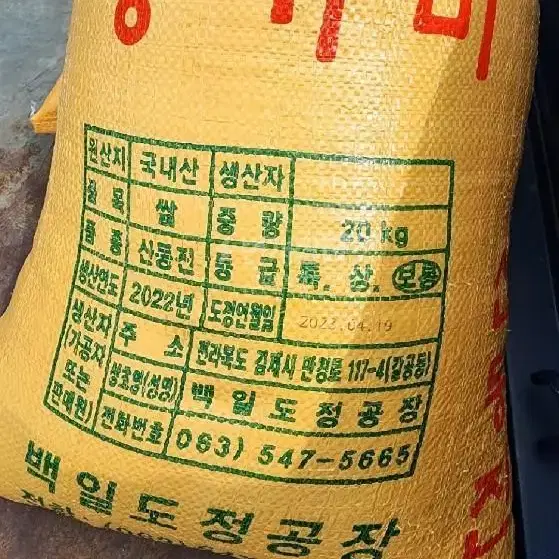 원산지 국내산 생산자
품목 쌀 중량 20 kg
품종 신동진 등급 특. 상. 보통
생산연도 2022년 도정연월일 2023.04.19
생산자 (가공자 또는 판매원) 주소 전라북도 김제시 만경로 117-4(갈공동)
상호명(성명) 백일도정공장
전화번호 063) 547-5665
백일도정공장